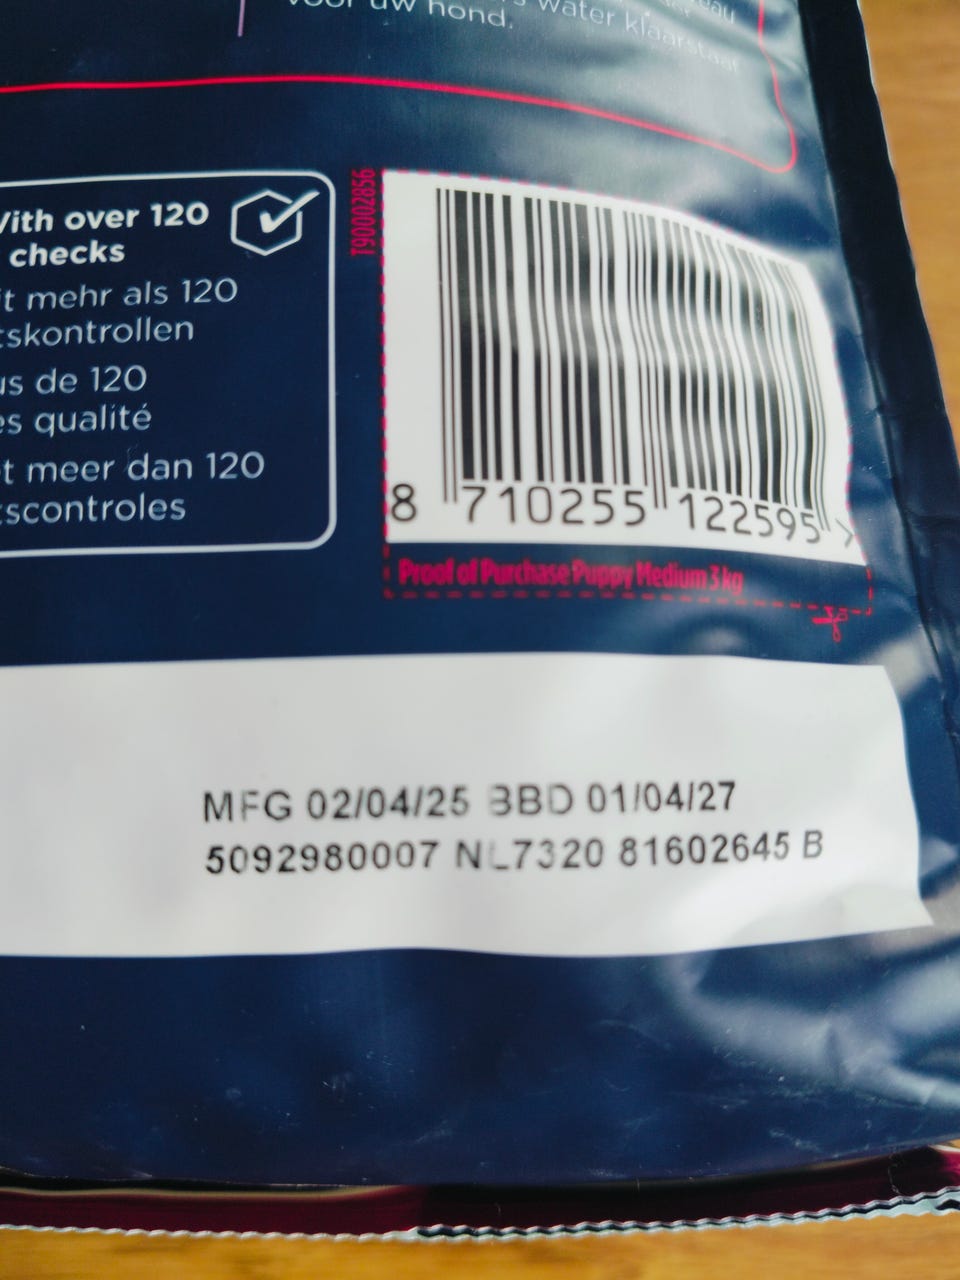 water klaarstaat
voor uw hond.
With over 120
checks
t mehr als 120
tskontrollen
us de 120
es qualité
t meer dan 120
tscontroles
T90002856
8 710255 122595 >
Proof of Purchase Puppy Medium 3 kg
MFG 02/04/25 BBD 01/04/27
5092980007 NL7320 81602645 B